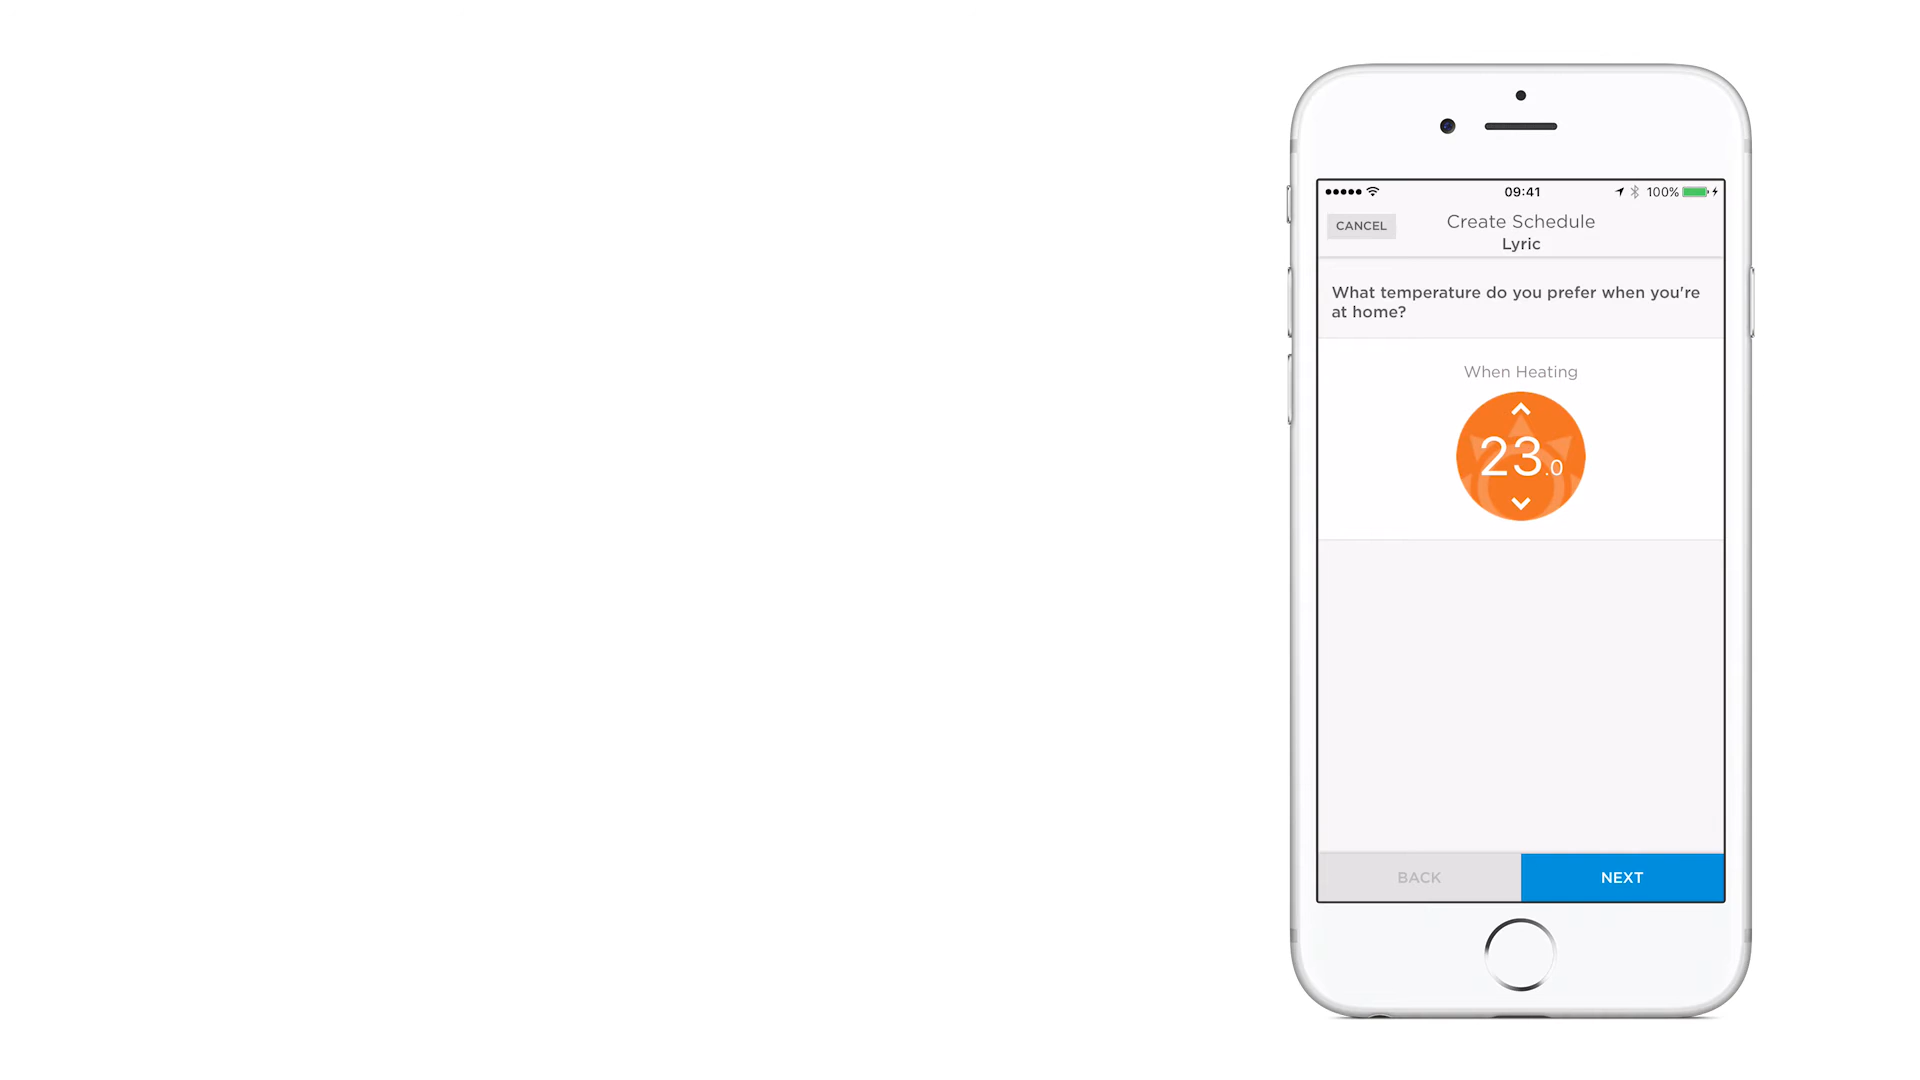 09:41
100%
CANCEL
Create Schedule
Lyric
What temperature do you prefer when you're
at home?
When Heating
23.0
BACK
NEXT